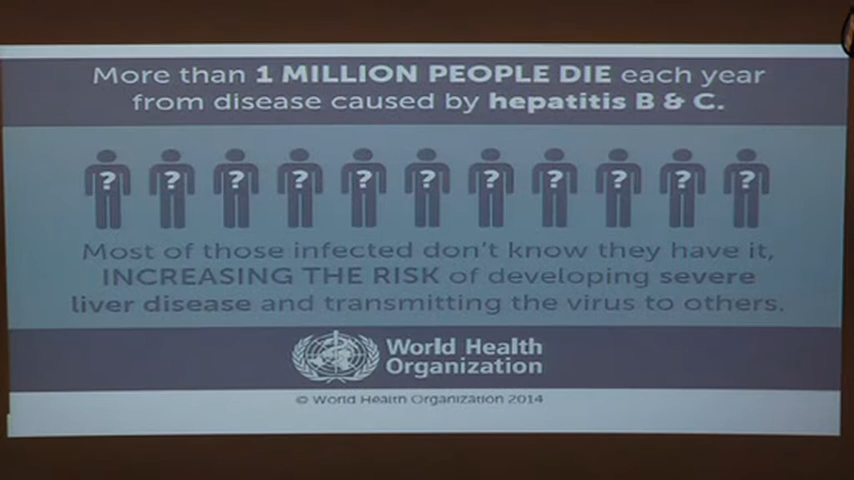 More than 1 MILLION PEOPLE DIE each year
from disease caused by hepatitis B & C.
? ? ? ? ? ? ? ? ? ? ?
Most of those infected don't know they have it,
INCREASING THE RISK of developing severe
liver disease and transmitting the virus to others.
World Health
Organization
© World Health Organization 2014